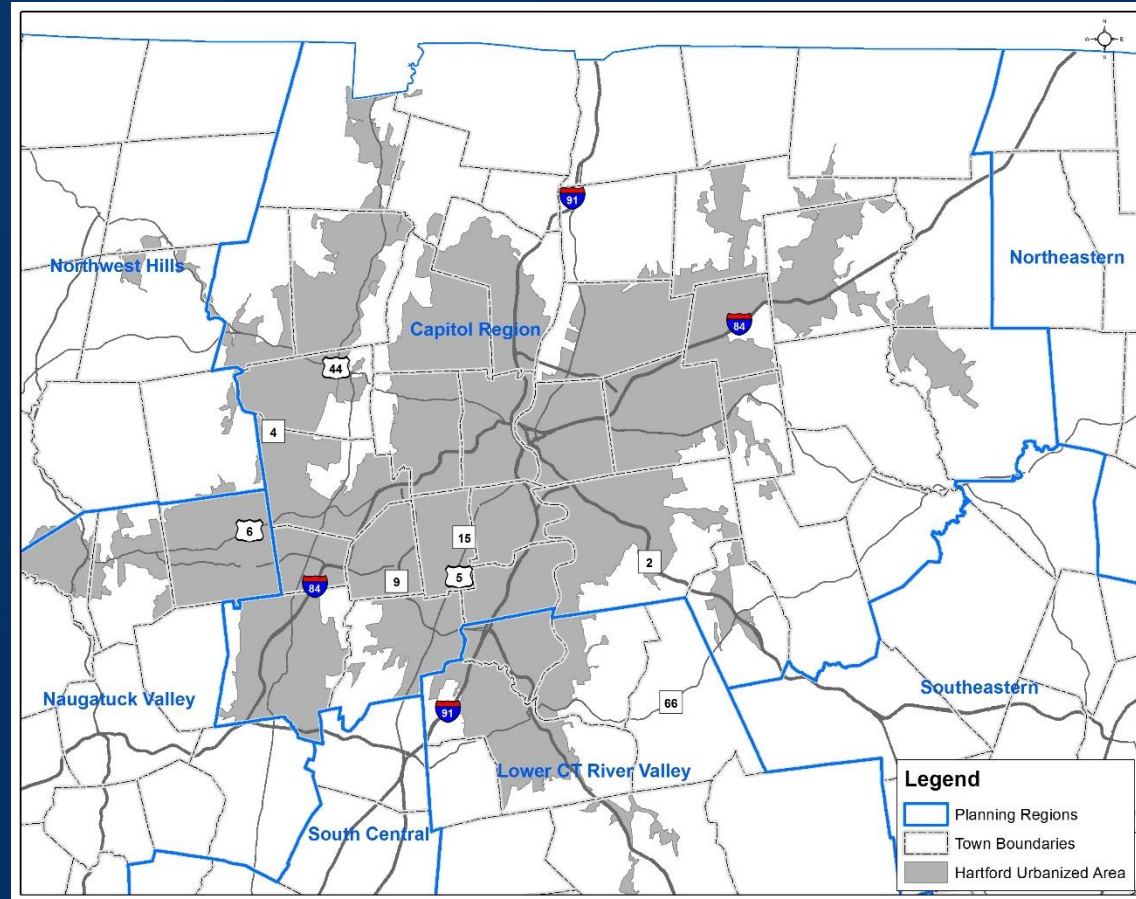 N
W
E
S
91
Northwest Hills
Northeastern
Capitol Region
84
44
4
6
15
2
9
5
84
Naugatuck Valley
Southeastern
66
91
Lower CT River Valley
South Central
Legend
Planning Regions
Town Boundaries
Hartford Urbanized Area